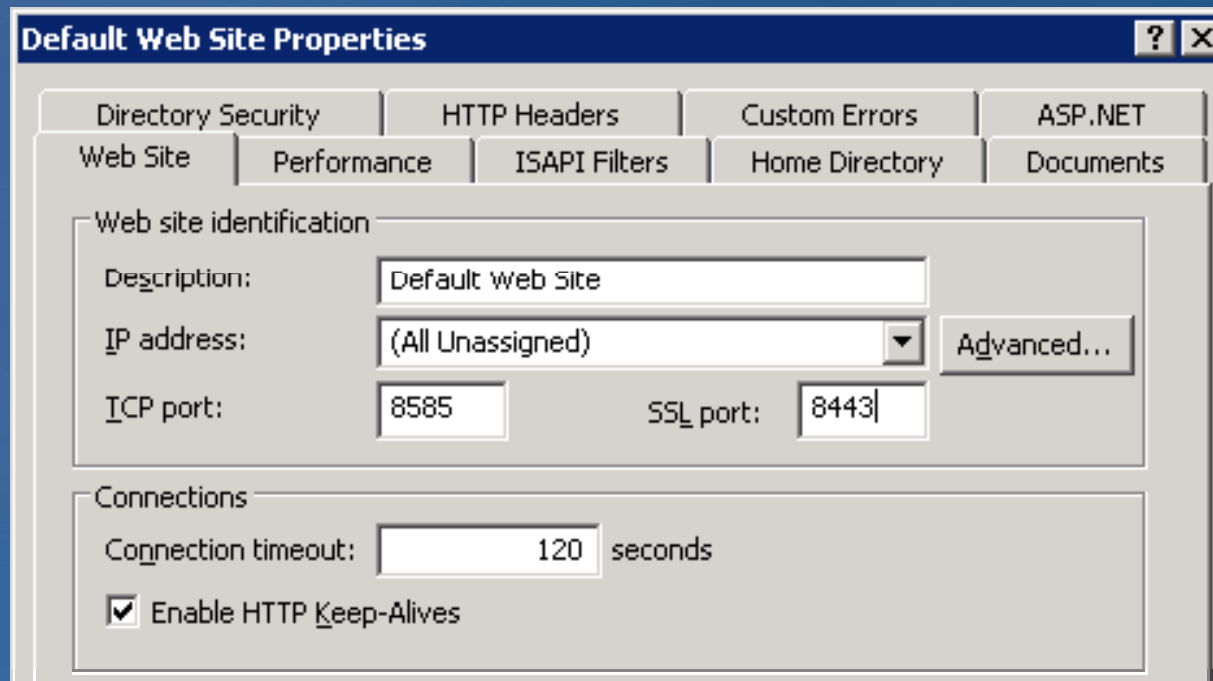 Default Web Site Properties ? X
Directory Security HTTP Headers Custom Errors ASP.NET
Web Site Performance ISAPI Filters Home Directory Documents
Web site identification
Description: Default Web Site
IP address: (All Unassigned) Advanced...
TCP port: 8585 SSL port: 8443
Connections
Connection timeout: 120 seconds
Enable HTTP Keep-Alives